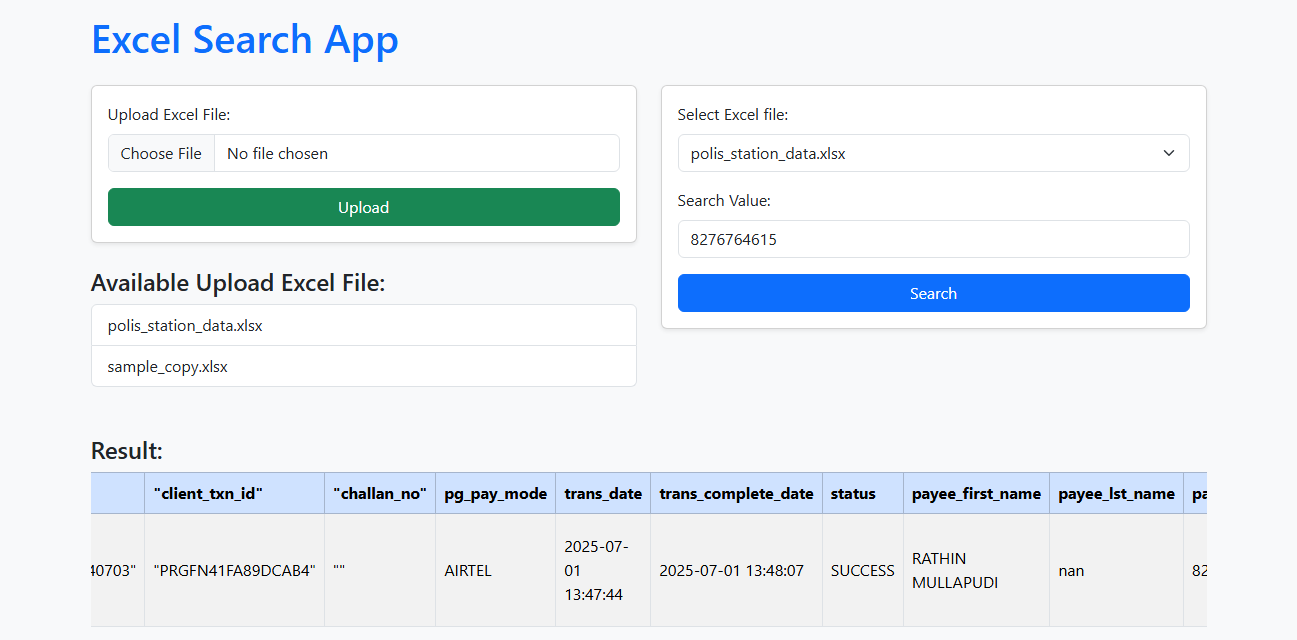 Excel Search App
Upload Excel File:
Choose File No file chosen
Upload
Available Upload Excel File:
polis_station_data.xlsx
sample_copy.xlsx
Select Excel file:
polis_station_data.xlsx
Search Value:
8276764615
Search
Result:
"client_txn_id" "challan_no" pg_pay_mode trans_date trans_complete_date status payee_first_name payee_lst_name pa
40703" "PRGFN41FA89DCAB4" "" AIRTEL 2025-07-01 13:47:44 2025-07-01 13:48:07 SUCCESS RATHIN MULLAPUDI nan 82